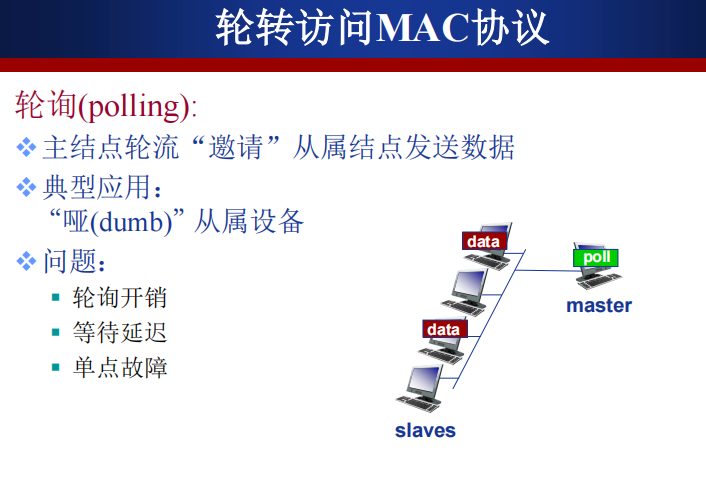 轮转访问MAC协议
轮询(polling):
主结点轮流“邀请”从属结点发送数据
典型应用：
“哑(dumb)”从属设备
问题：
轮询开销
等待延迟
单点故障
data
poll
master
data
slaves